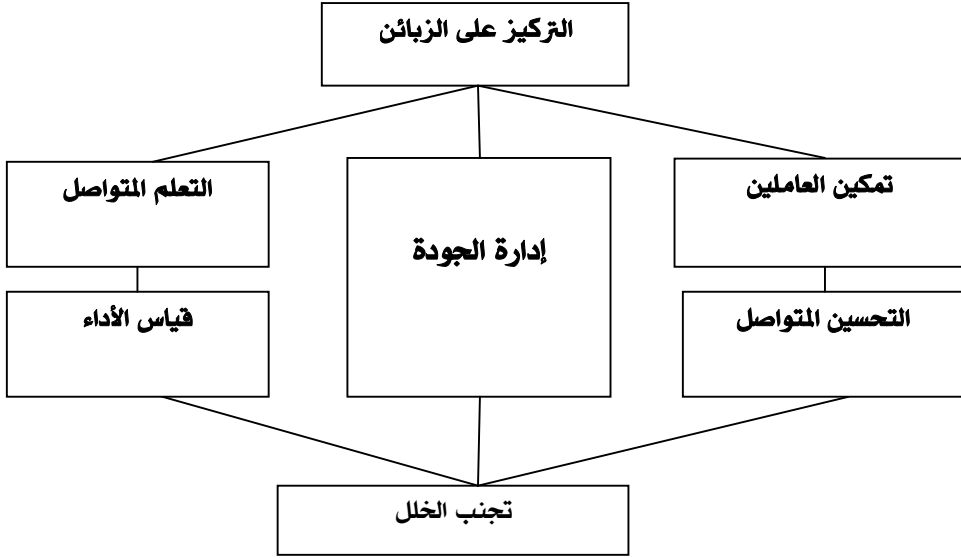 التركيز على الزبائن
تمكين العاملين
التعلم المتواصل
إدارة الجودة
التحسين المتواصل
قياس الأداء
تجنب الخلل